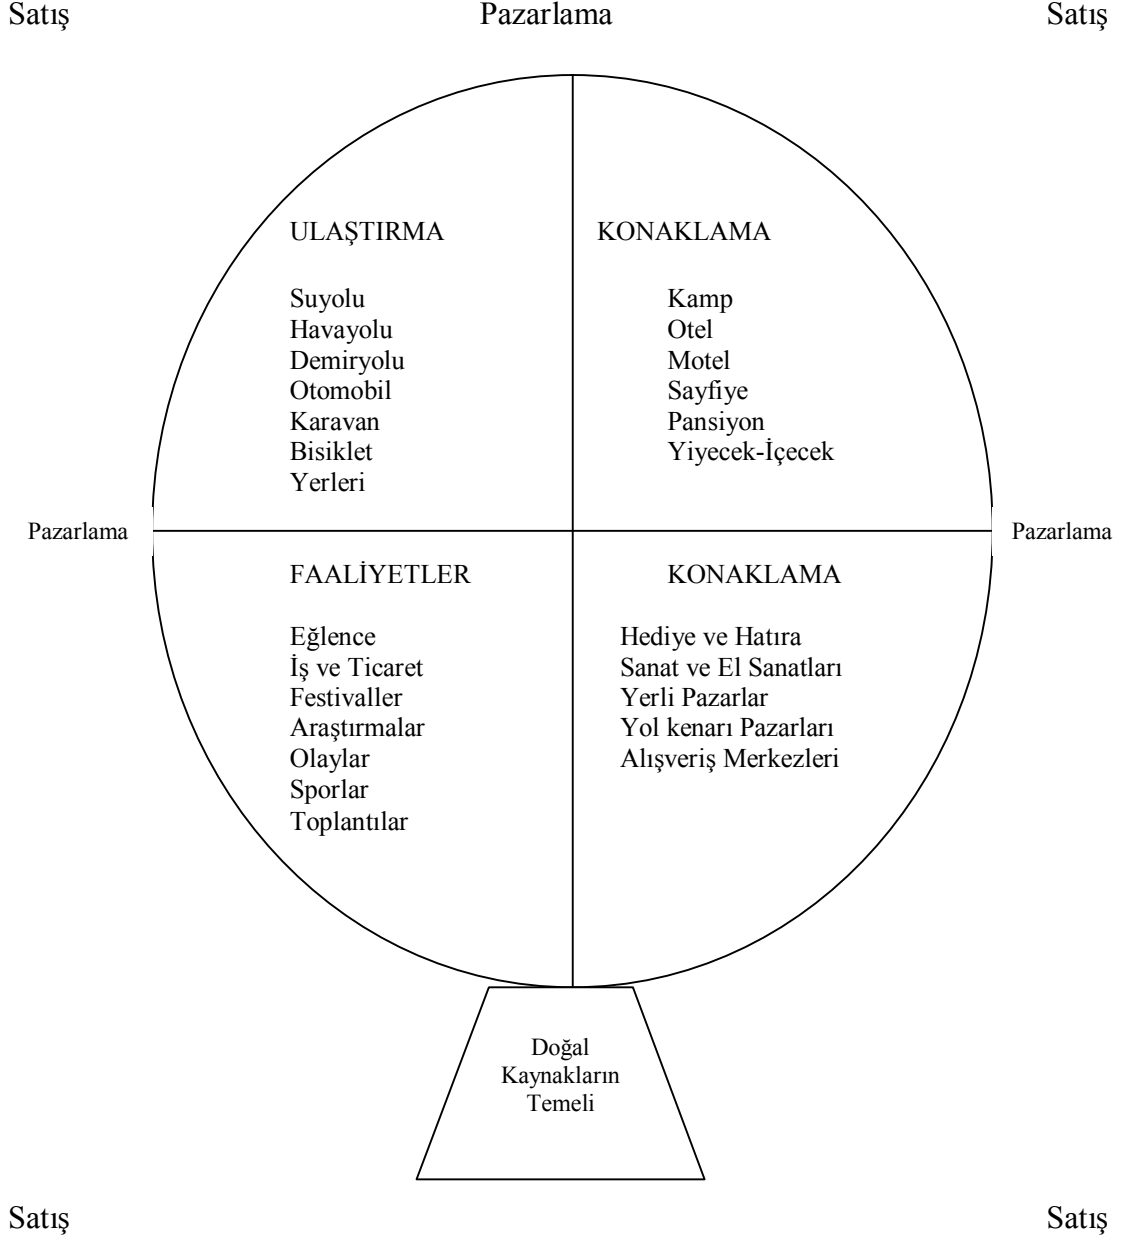 Satış Pazarlama Satış
ULAŞTIRMA
Suyolu
Havayolu
Demiryolu
Otomobil
Karavan
Bisiklet
Yerleri
KONAKLAMA
Kamp
Otel
Motel
Sayfiye
Pansiyon
Yiyecek-İçecek
Pazarlama
Pazarlama
FAALİYETLER
Eğlence
İş ve Ticaret
Festivaller
Araştırmalar
Olaylar
Sporlar
Toplantılar
KONAKLAMA
Hediye ve Hatıra
Sanat ve El Sanatları
Yerli Pazarlar
Yol kenarı Pazarları
Alışveriş Merkezleri
Doğal
Kaynakların
Temeli
Satış Satış